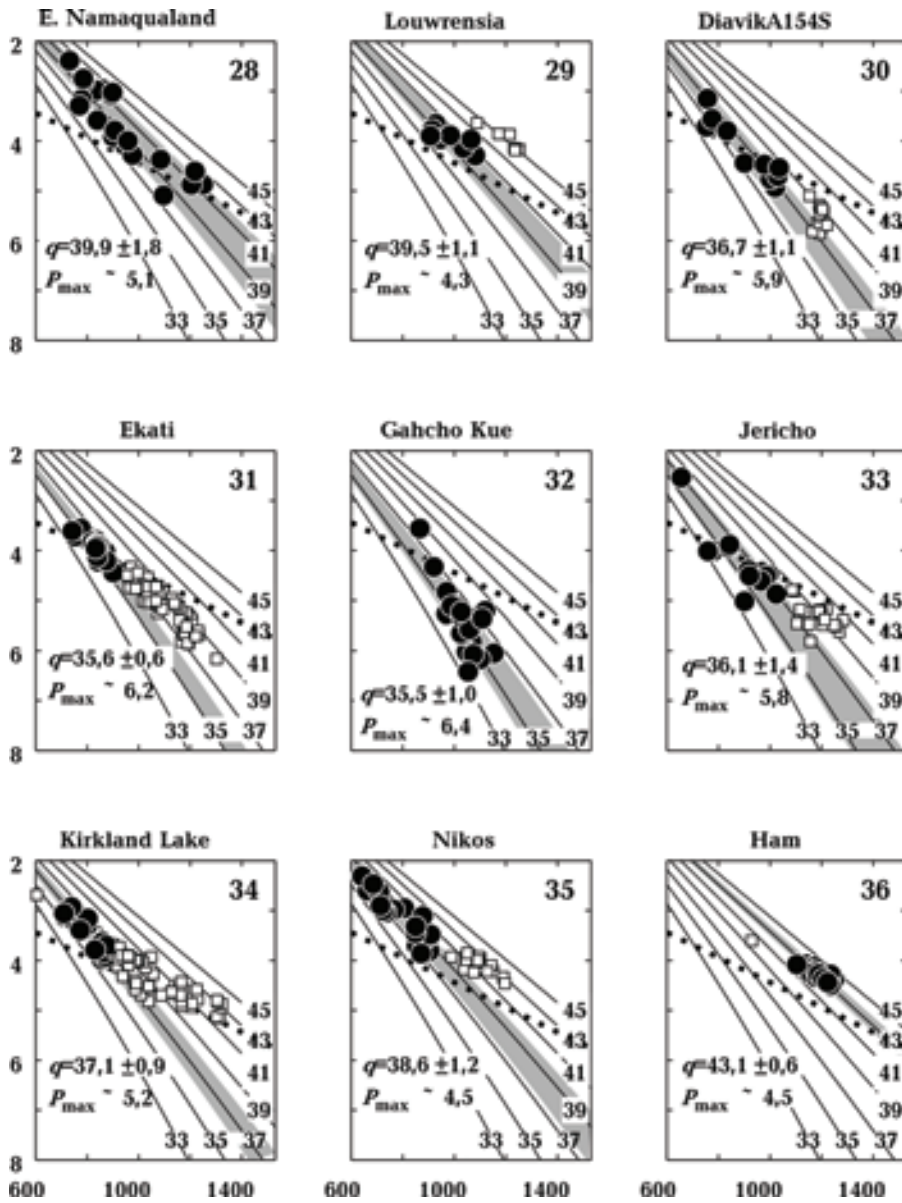 E. Namaqualand
Louwrensia
DiavikA154S
2
4
6
8
28
45
43
41
39
33 35 37
q=39,9 ±1,8
Pmax ~ 5,1
29
45
43
41
39
33 35 37
q=39,5 ±1,1
Pmax ~ 4,3
30
45
43
41
39
33 35 37
q=36,7 ±1,1
Pmax ~ 5,9
Ekati
Gahcho Kue
Jericho
2
4
6
8
31
45
43
41
39
33 35 37
q=35,6 ±0,6
Pmax ~ 6,2
32
45
43
41
39
33 35 37
q=35,5 ±1,0
Pmax ~ 6,4
33
45
43
41
39
33 35 37
q=36,1 ±1,4
Pmax ~ 5,8
Kirkland Lake
Nikos
Ham
2
4
6
8
34
45
43
41
39
33 35 37
q=37,1 ±0,9
Pmax ~ 5,2
35
45
43
41
39
33 35 37
q=38,6 ±1,2
Pmax ~ 4,5
36
45
43
41
39
33 35 37
q=43,1 ±0,6
Pmax ~ 4,5
600 1000 1400
600 1000 1400
600 1000 1400